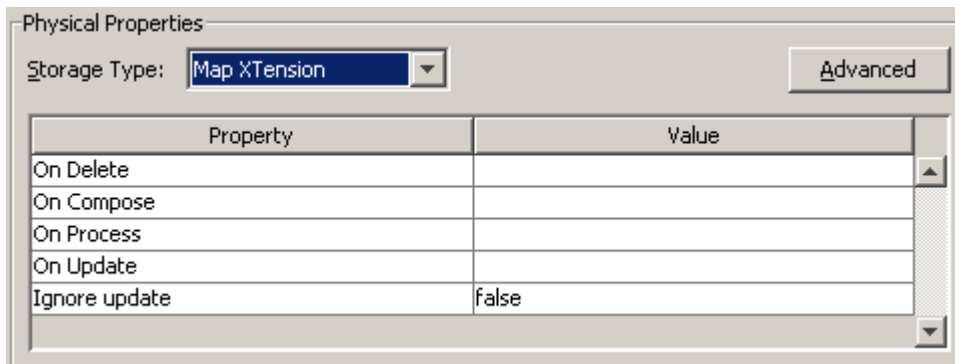 Physical Properties
Storage Type: Map XTension Advanced
Property Value
On Delete
On Compose
On Process
On Update
Ignore update false